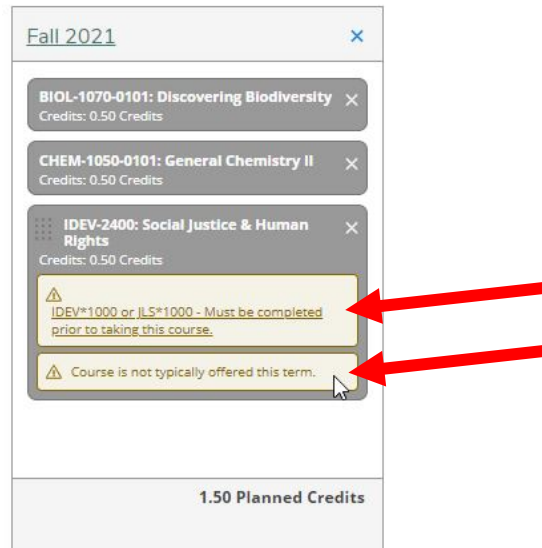 Fall 2021 ×
BIOL-1070-0101: Discovering Biodiversity ×
Credits: 0.50 Credits
CHEM-1050-0101: General Chemistry II ×
Credits: 0.50 Credits
IDEV-2400: Social Justice & Human ×
Rights
Credits: 0.50 Credits
IDEV*1000 or JLS*1000 - Must be completed
prior to taking this course.
Course is not typically offered this term.
1.50 Planned Credits